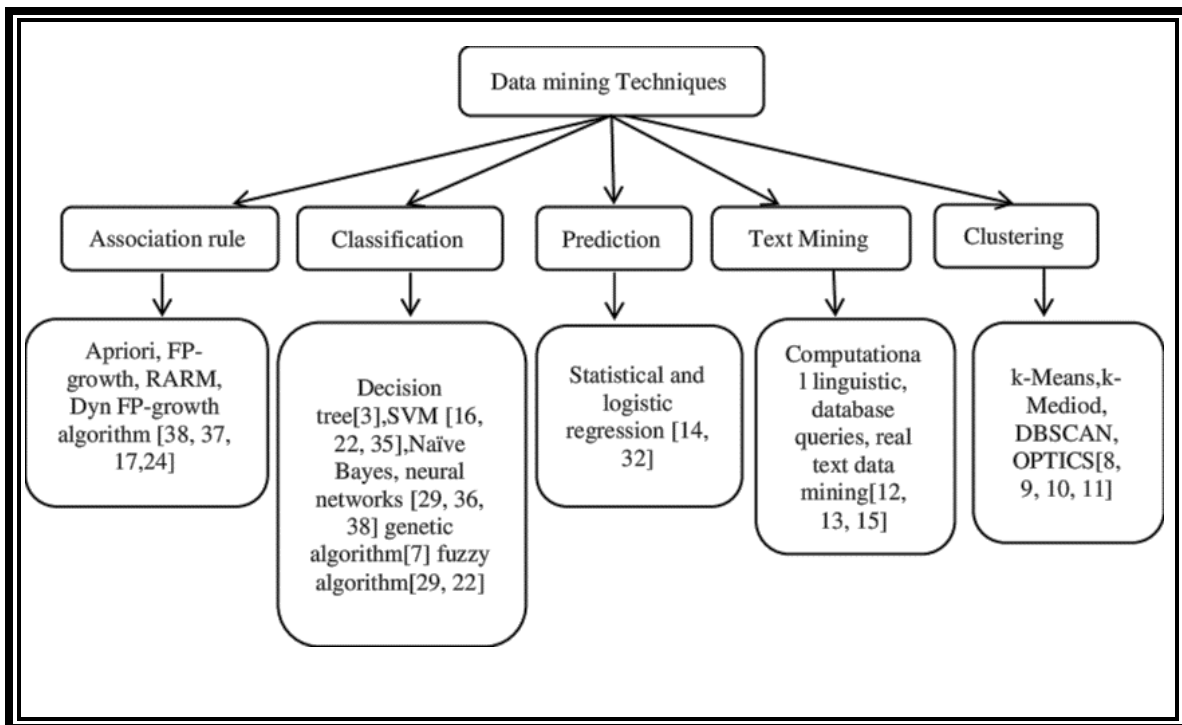 Data mining Techniques
Association rule
Classification
Prediction
Text Mining
Clustering
Apriori, FP-
growth, RARM,
Dyn FP-growth
algorithm [38, 37,
17,24]
Decision
tree[3],SVM [16,
22, 35],Naïve
Bayes, neural
networks [29, 36,
38] genetic
algorithm[7] fuzzy
algorithm[29, 22]
Statistical and
logistic
regression [14,
32]
Computationa
l linguistic,
database
queries, real
text data
mining[12,
13, 15]
k-Means,k-
Mediod,
DBSCAN,
OPTICS[8,
9, 10, 11]